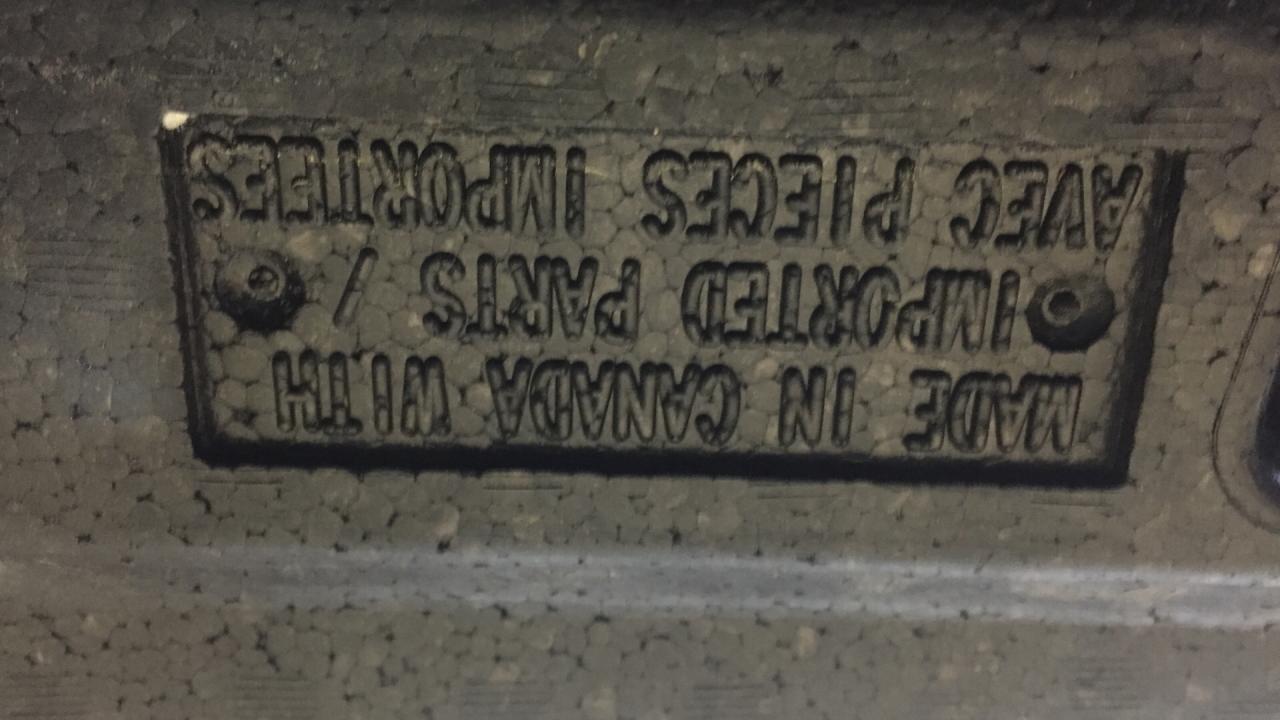 MADE IN CANADA WITH
IMPORTED PARTS /
AVEC PIECES IMPORTEES